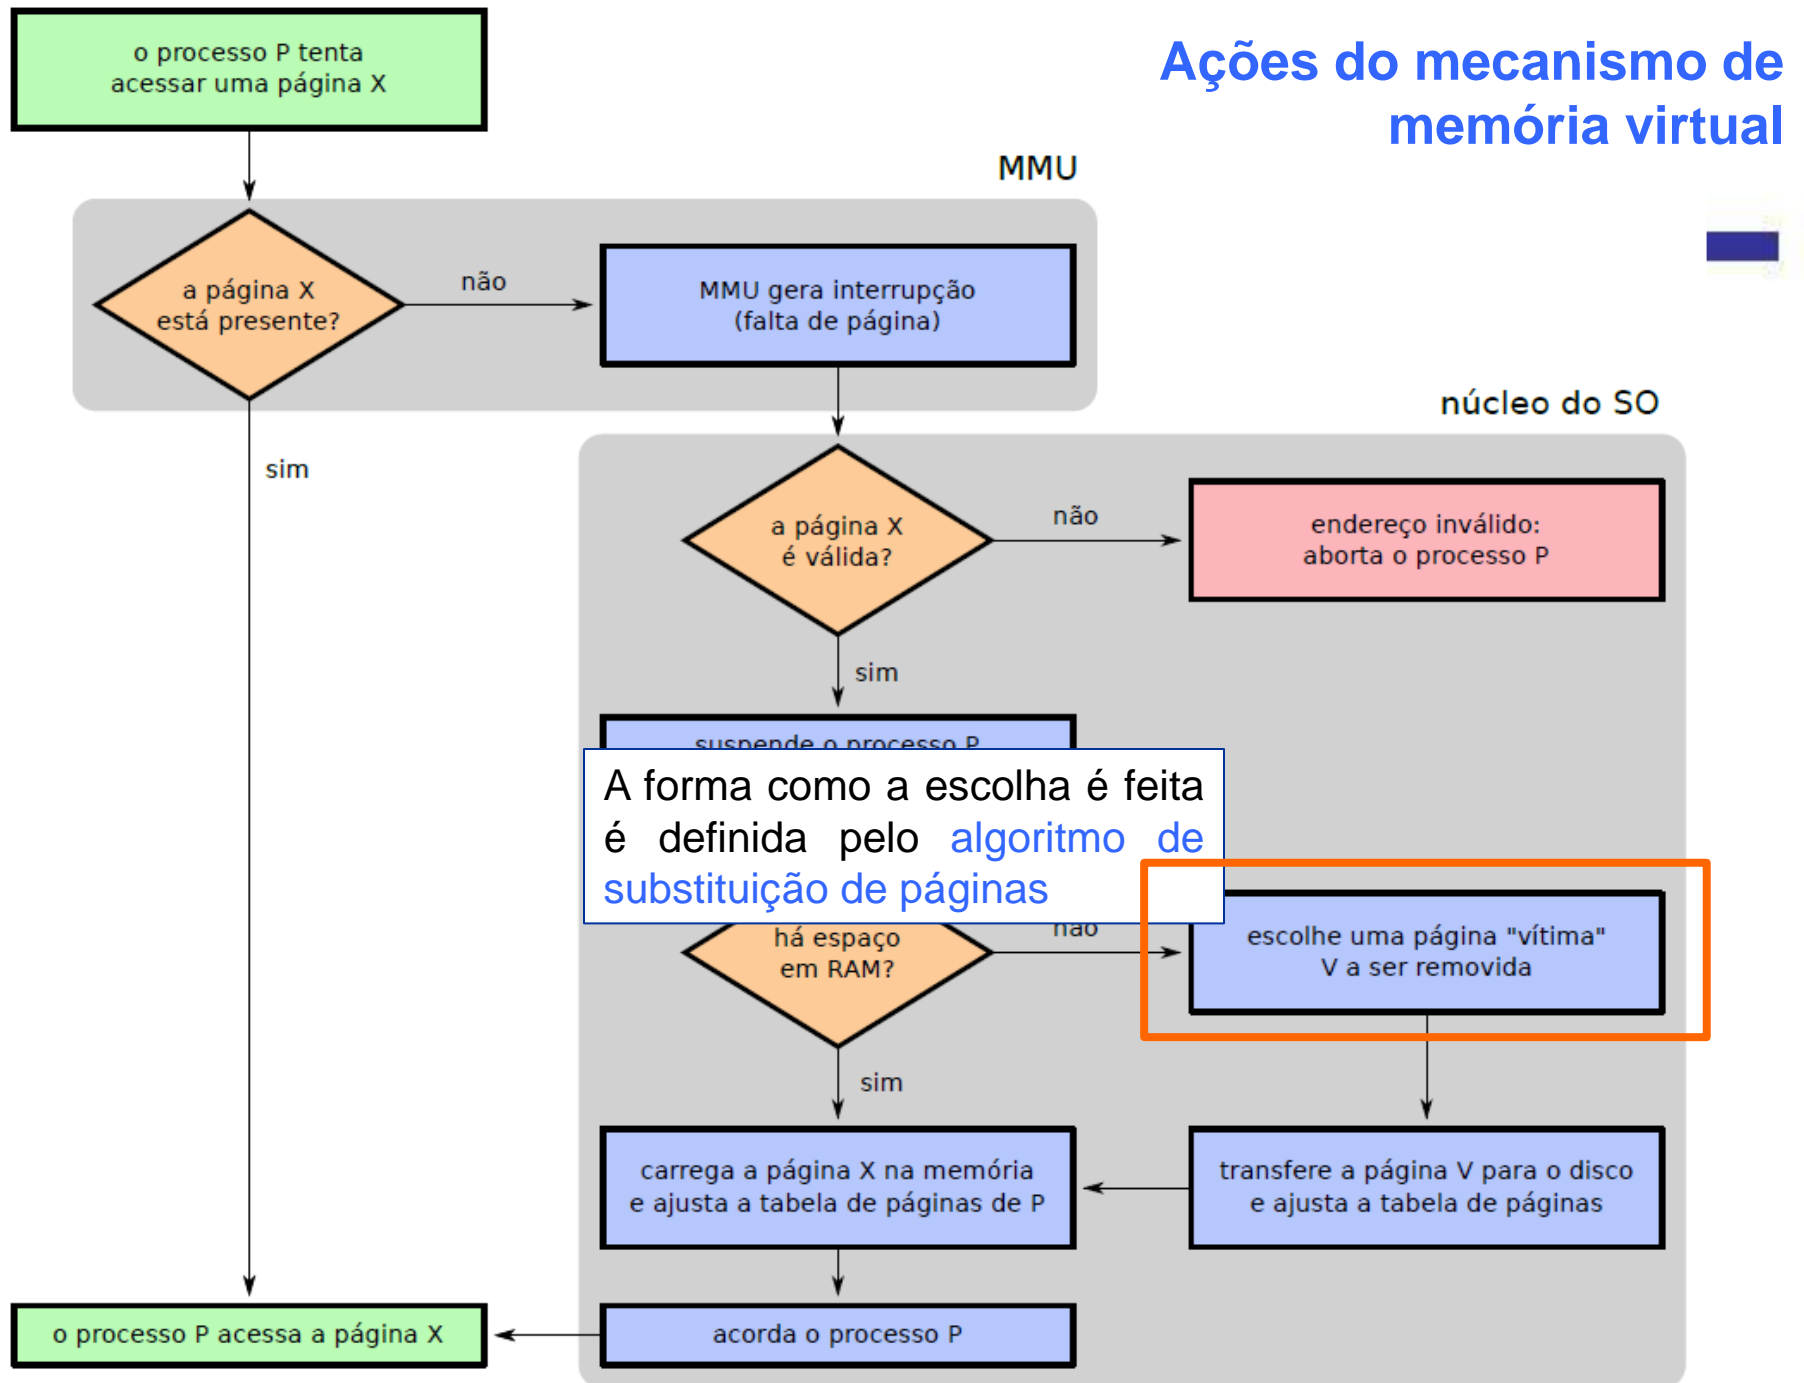 o processo P tenta
acessar uma página X
Ações do mecanismo de
memória virtual
MMU
a página X
está presente?
não
MMU gera interrupção
(falta de página)
núcleo do SO
sim
a página X
é válida?
não
endereço inválido:
aborta o processo P
sim
suspende o processo P
A forma como a escolha é feita
é definida pelo algoritmo de
substituição de páginas
há espaço
em RAM?
não
escolhe uma página "vítima"
V a ser removida
sim
carrega a página X na memória
e ajusta a tabela de páginas de P
transfere a página V para o disco
e ajusta a tabela de páginas
o processo P acessa a página X
acorda o processo P